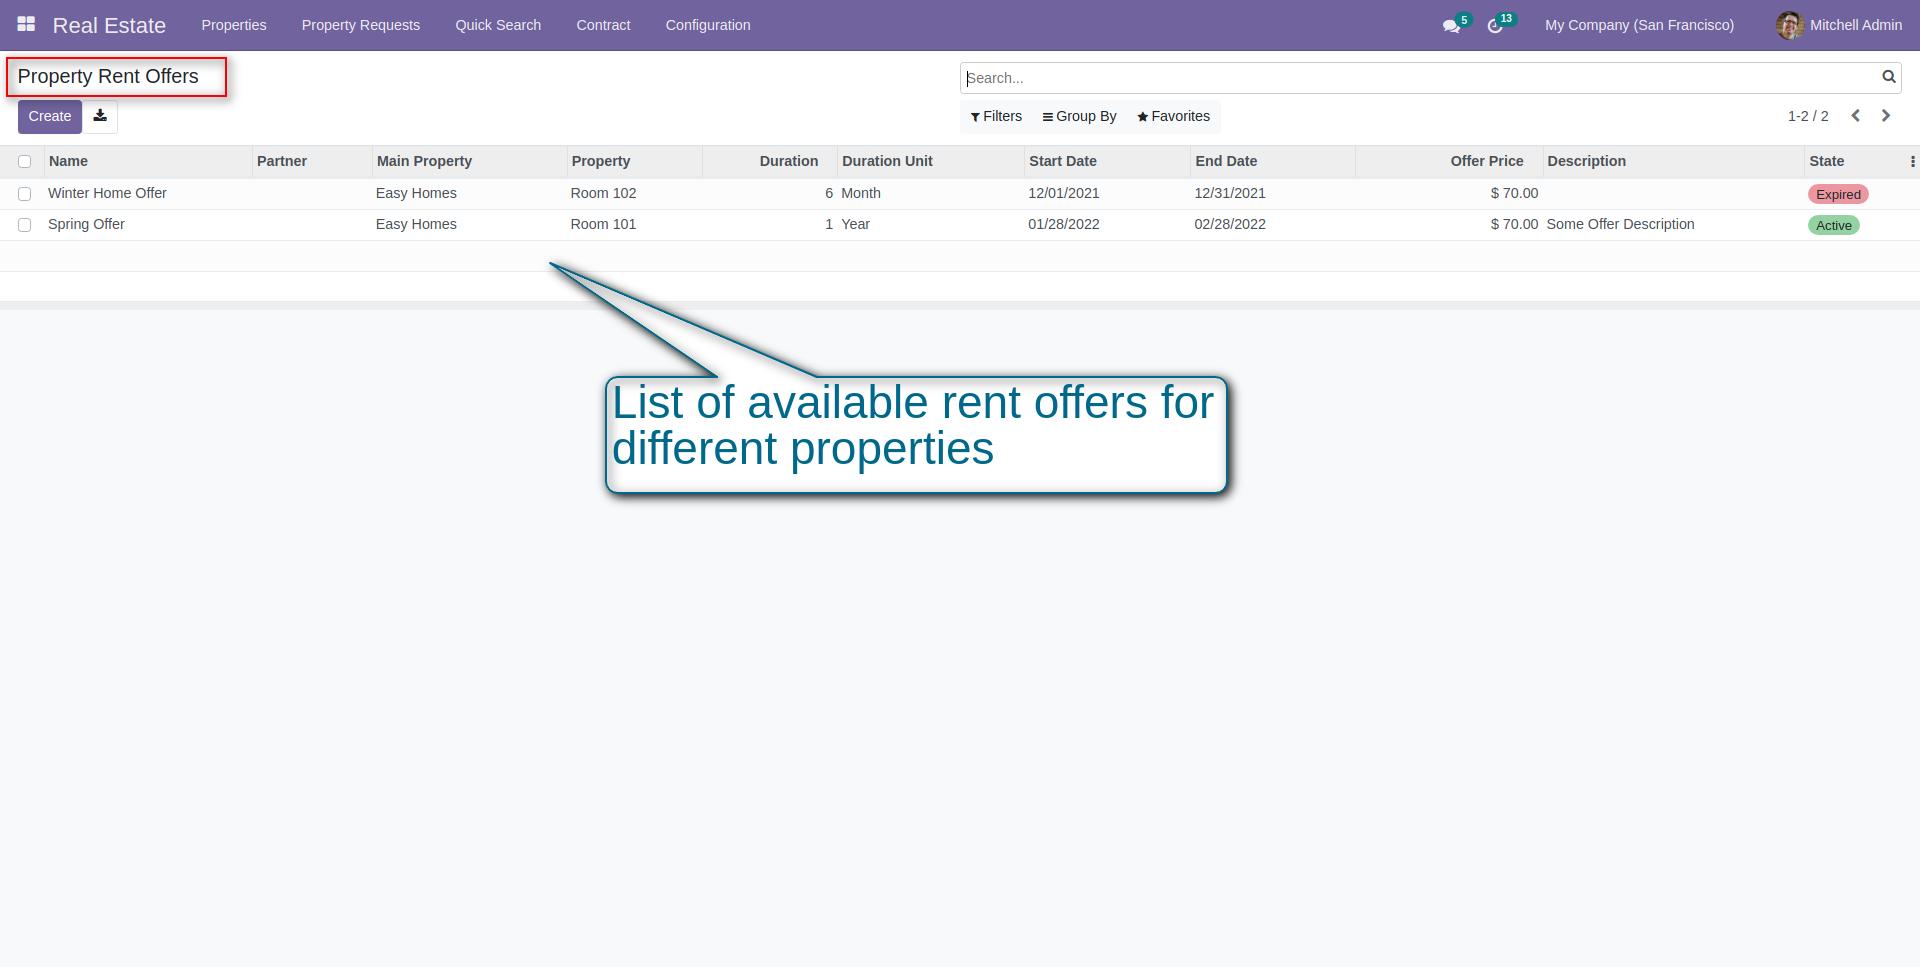 Real Estate Properties Property Requests Quick Search Contract Configuration 5 13 My Company (San Francisco) Mitchell Admin
Property Rent Offers
Search...
Create
Filters Group By Favorites 1-2 / 2
Name Partner Main Property Property Duration Duration Unit Start Date End Date Offer Price Description State
Winter Home Offer Easy Homes Room 102 6 Month 12/01/2021 12/31/2021 $ 70.00 Expired
Spring Offer Easy Homes Room 101 1 Year 01/28/2022 02/28/2022 $ 70.00 Some Offer Description Active
List of available rent offers for
different properties